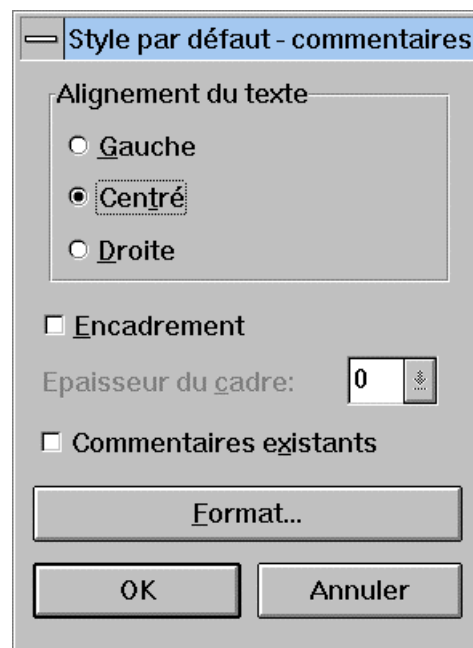 Style par défaut - commentaires
Alignement du texte
Gauche
Centré
Droite
Encadrement
Epaisseur du cadre: 0
Commentaires existants
Format...
OK Annuler